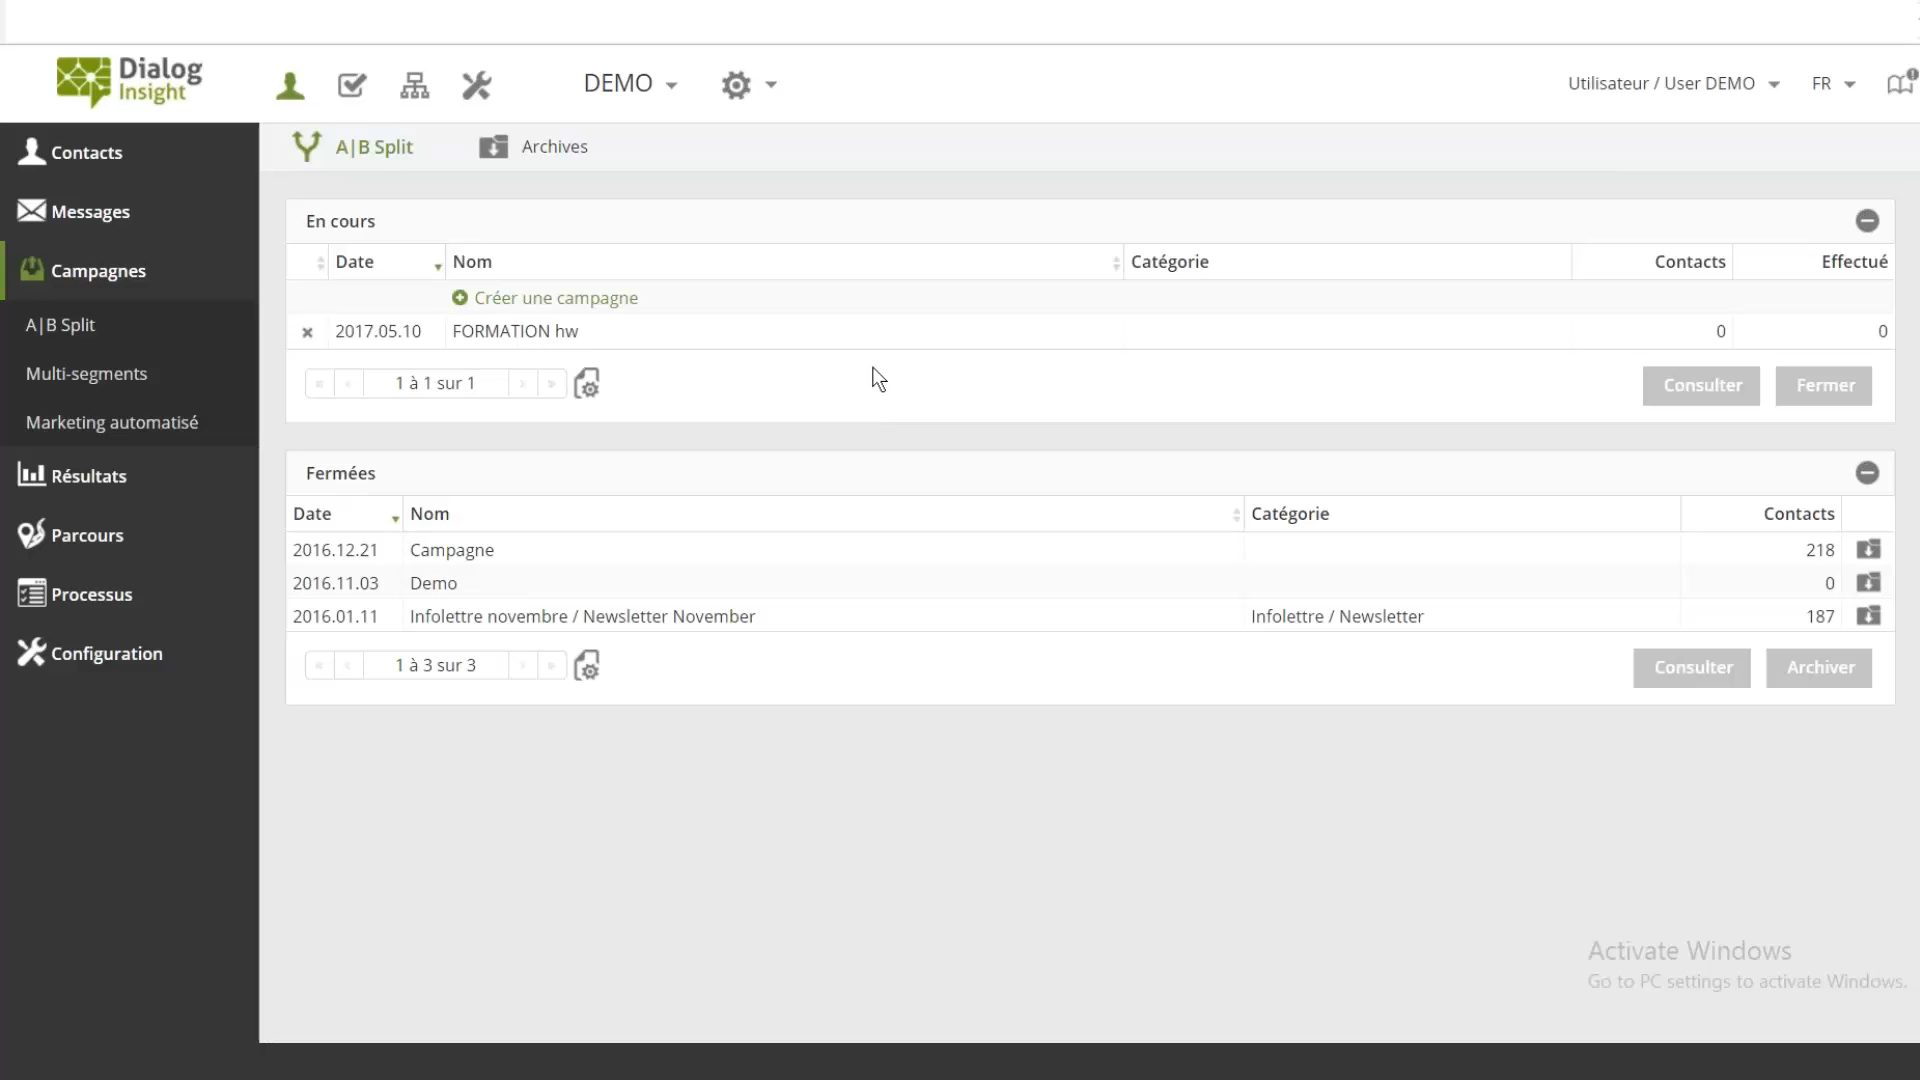 Dialog
Insight
DEMO
Utilisateur / User DEMO
FR
Contacts
Messages
Campagnes
A|B Split
Multi-segments
Marketing automatisé
Résultats
Parcours
Processus
Configuration
A|B Split
Archives
En cours
Date Nom Catégorie Contacts Effectué
Créer une campagne
2017.05.10 FORMATION hw 0 0
1 à 1 sur 1
Consulter Fermer
Fermées
Date Nom Catégorie Contacts
2016.12.21 Campagne 218
2016.11.03 Demo 0
2016.01.11 Infolettre novembre / Newsletter November Infolettre / Newsletter 187
1 à 3 sur 3
Consulter Archiver
Activate Windows
Go to PC settings to activate Windows.